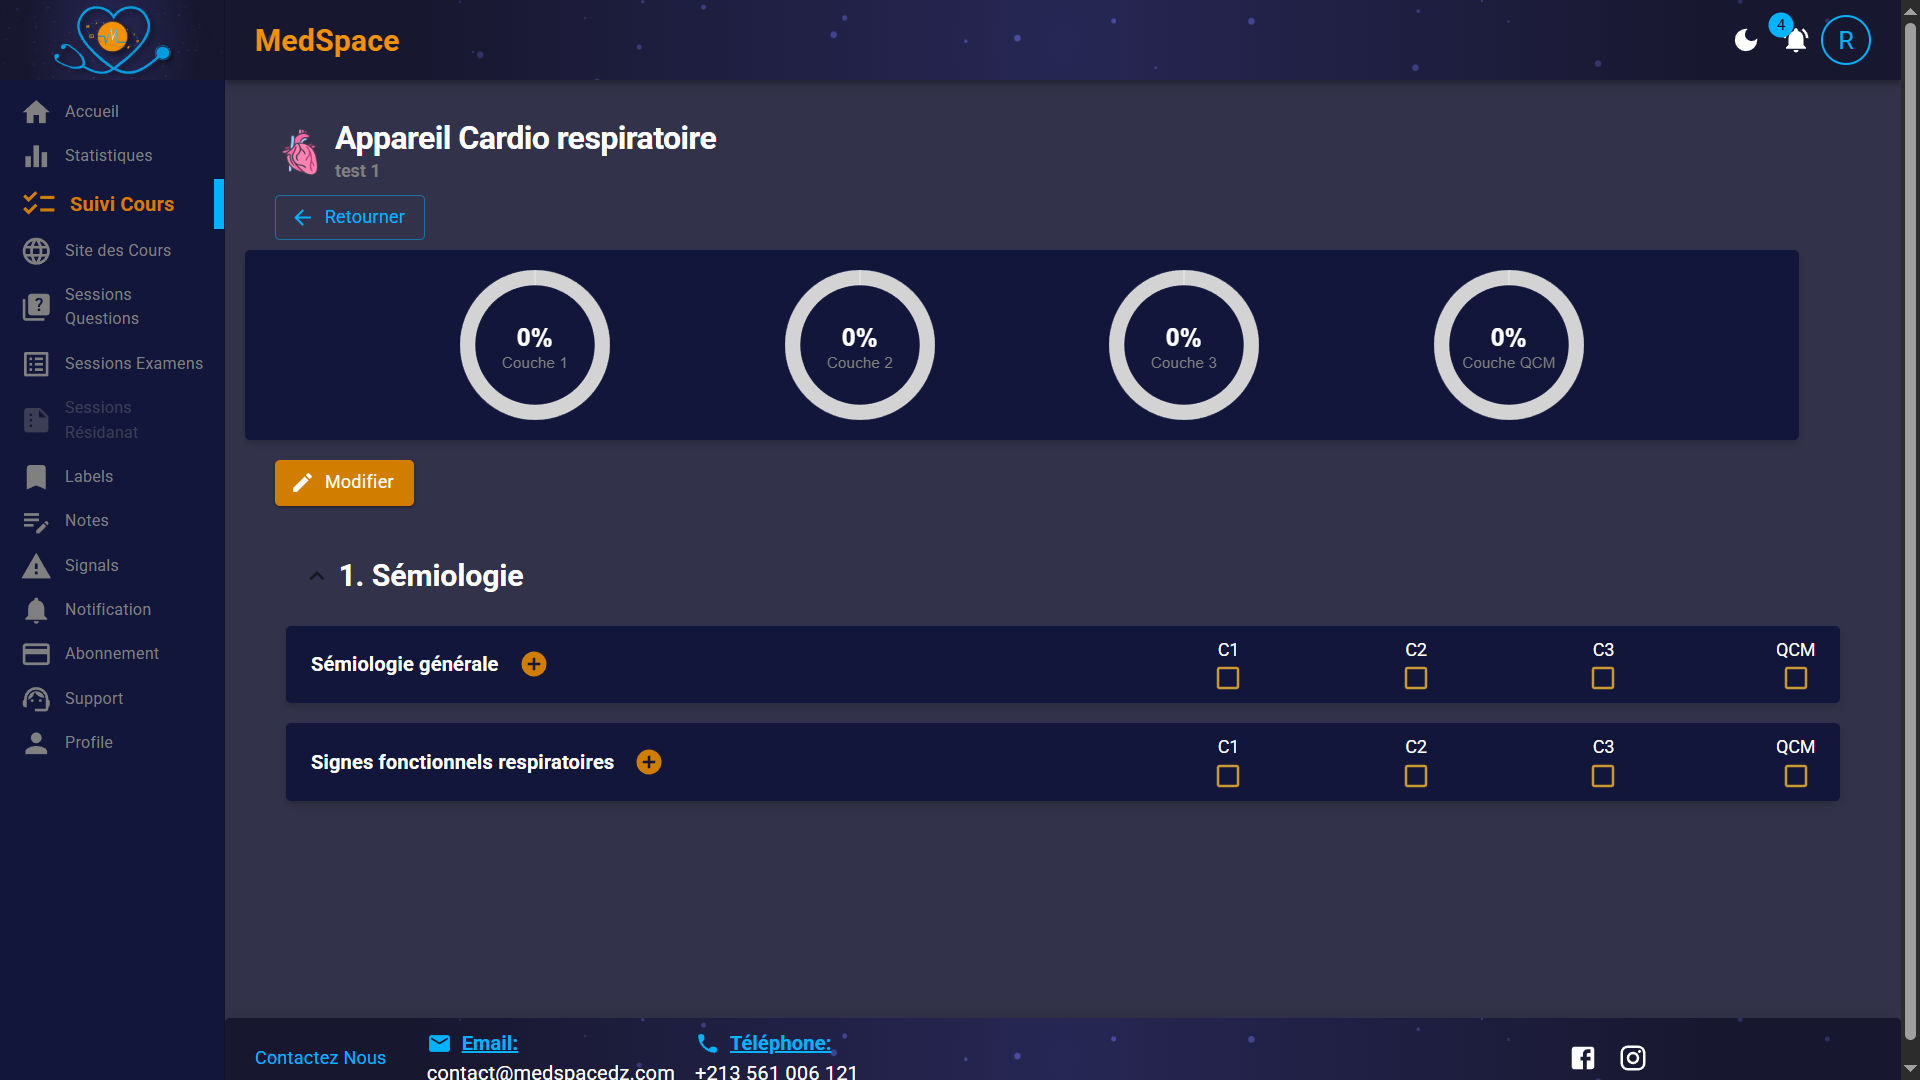 MedSpace
4
R
Accueil
Statistiques
Suivi Cours
Site des Cours
Sessions
Questions
Sessions Examens
Sessions
Résidanat
Labels
Notes
Signals
Notification
Abonnement
Support
Profile
Appareil Cardio respiratoire
test 1
Retourner
0%
Couche 1
0%
Couche 2
0%
Couche 3
0%
Couche QCM
Modifier
1. Sémiologie
Sémiologie générale
C1
C2
C3
QCM
Signes fonctionnels respiratoires
C1
C2
C3
QCM
Contactez Nous
Email:
contact@medspacedz.com
Téléphone:
+213 561 006 121